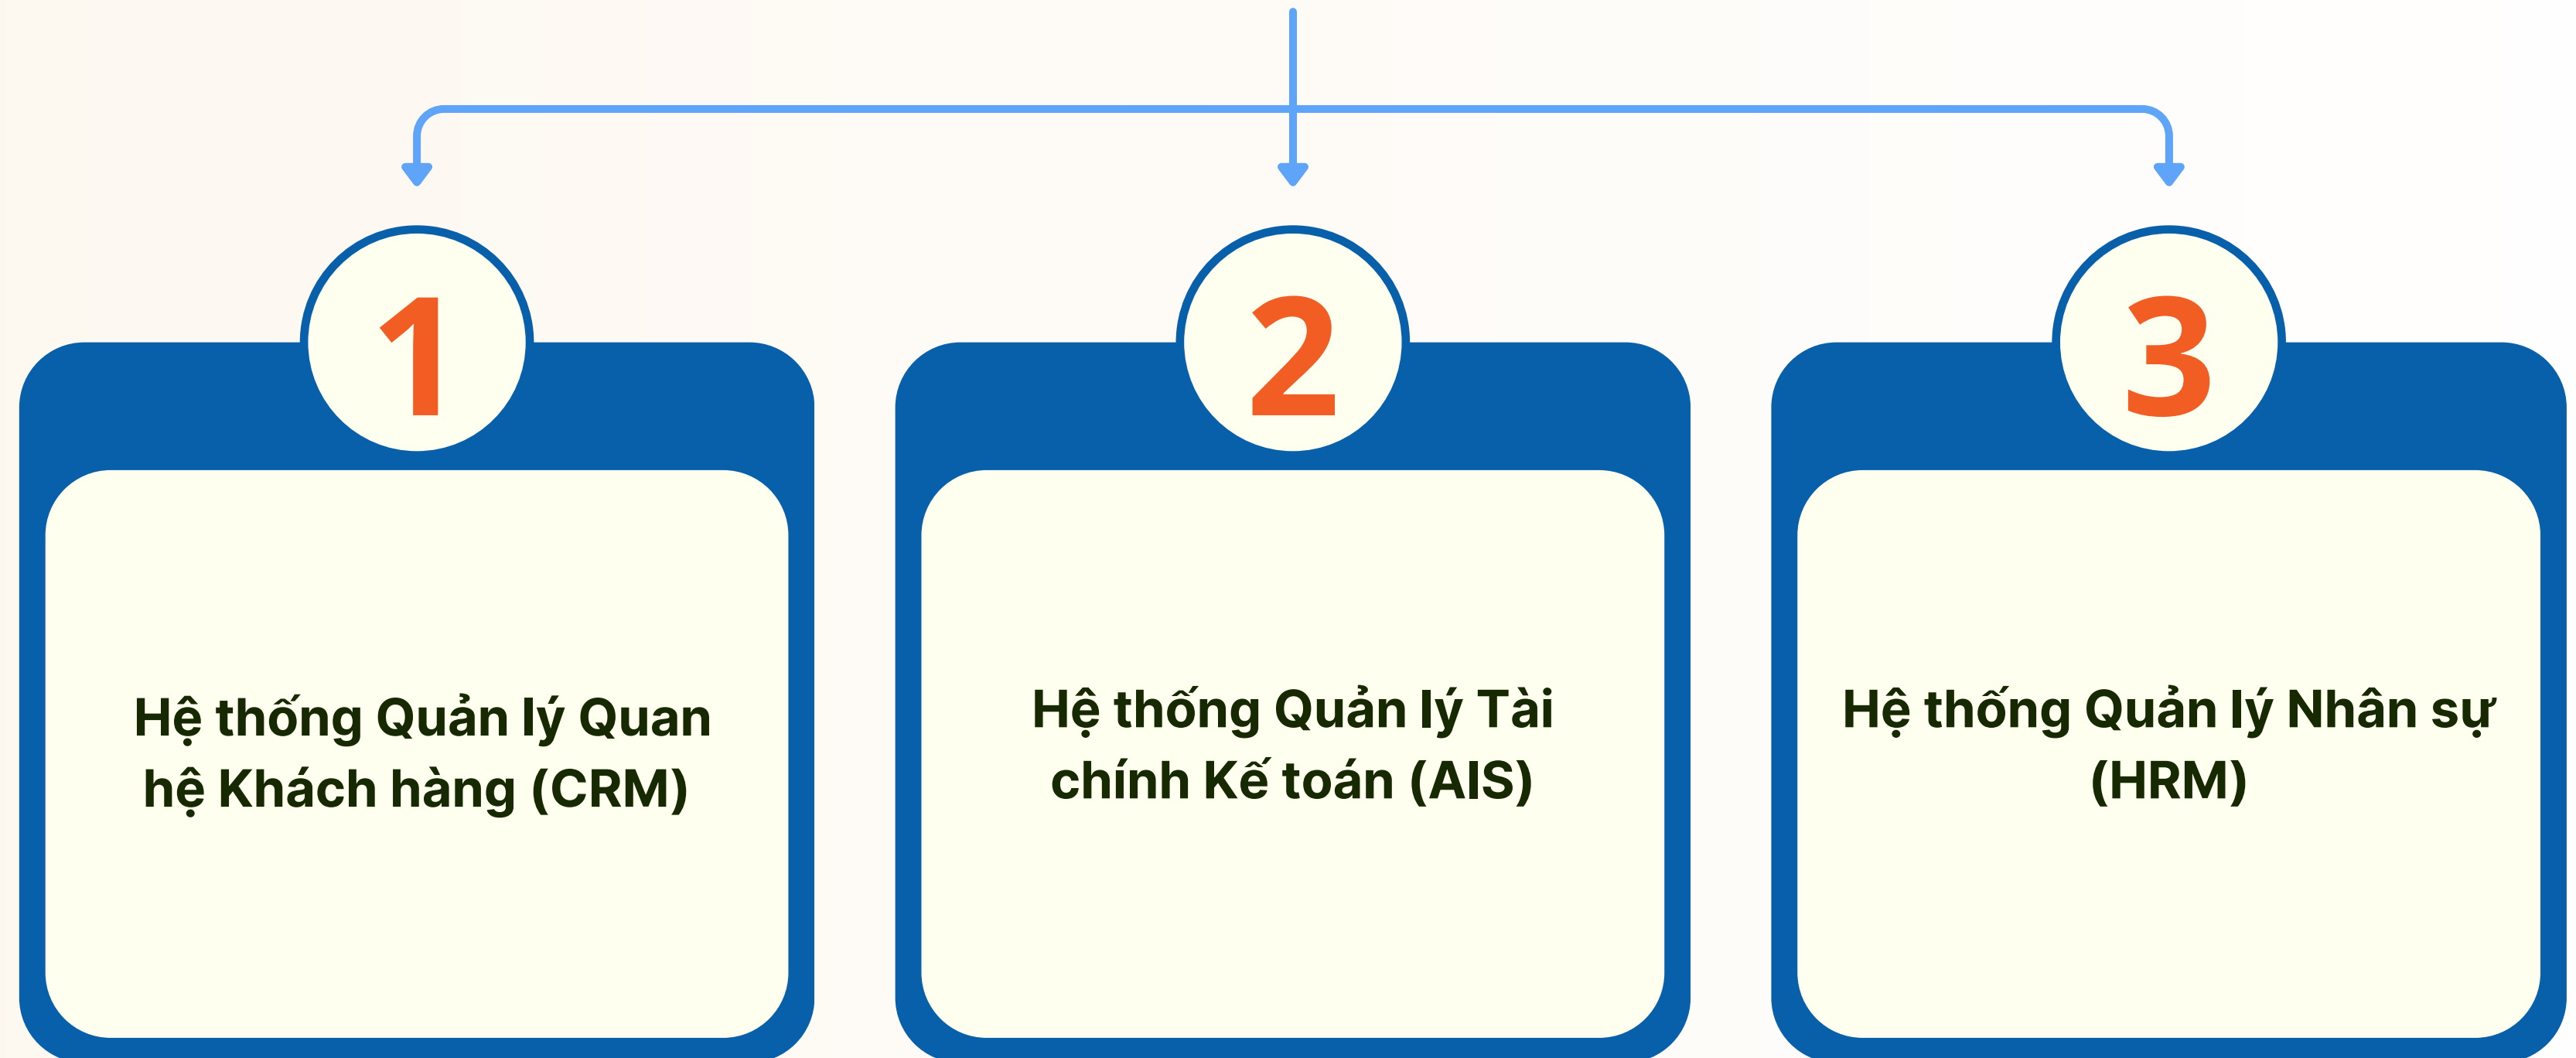 1
Hệ thống Quản lý Quan
hệ Khách hàng (CRM)
2
Hệ thống Quản lý Tài
chính Kế toán (AIS)
3
Hệ thống Quản lý Nhân sự
(HRM)